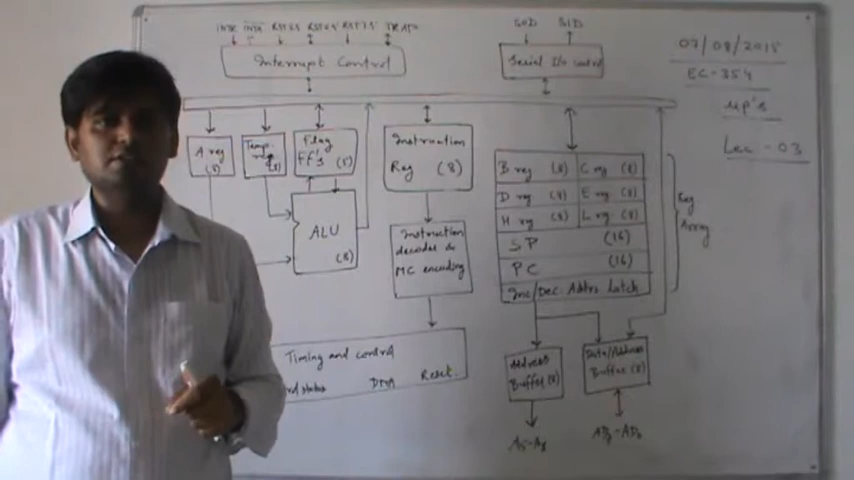 INTR INTA RST6.5 RST5.5 RST7.5 TRAP
Interrupt Control
SOD SID
Serial I/o control
07/08/2015
EC-354
μp's
Lec-03
A reg (8)
Temp. reg (8)
Flag
FF's (5)
Instruction
Reg (8)
B reg (8) C reg (8)
D reg (8) E reg (8)
H reg (8) L reg (8)
SP (16)
PC (16)
Inc/Dec. Addrs latch
Reg
Array
ALU
(8)
Instruction
decoder &
MC encoding
Timing and control
status DMA Reset
Address
Buffer (8)
Data/Address
Buffer (8)
A15-A8
AD7-AD0